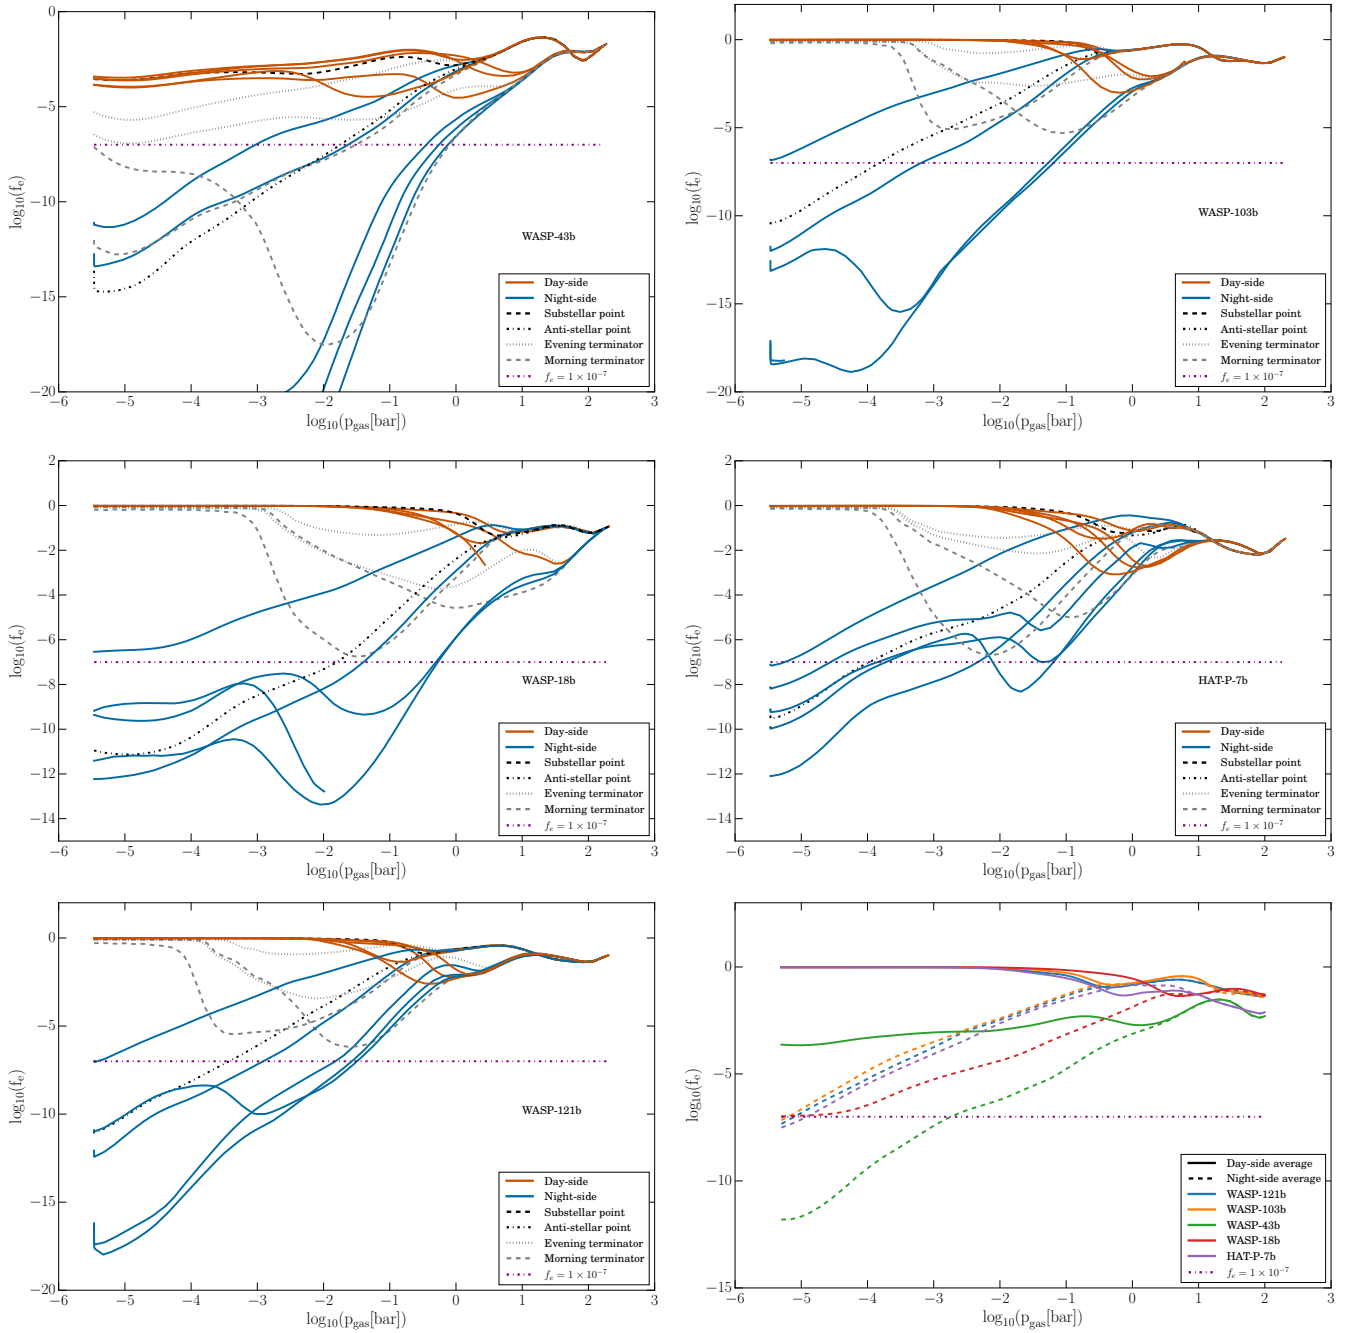 0
−5
−10
−15
−20
log₁₀(fₑ)
−6 −5 −4 −3 −2 −1 0 1 2 3
log₁₀(p_gas[bar])
WASP-43b
Day-side
Night-side
Substellar point
Anti-stellar point
Evening terminator
Morning terminator
fₑ = 1 × 10⁻⁷
0
−5
−10
−15
−20
log₁₀(fₑ)
−6 −5 −4 −3 −2 −1 0 1 2 3
log₁₀(p_gas[bar])
WASP-103b
Day-side
Night-side
Substellar point
Anti-stellar point
Evening terminator
Morning terminator
fₑ = 1 × 10⁻⁷
2
0
−2
−4
−6
−8
−10
−12
−14
log₁₀(fₑ)
−6 −5 −4 −3 −2 −1 0 1 2 3
log₁₀(p_gas[bar])
WASP-18b
Day-side
Night-side
Substellar point
Anti-stellar point
Evening terminator
Morning terminator
fₑ = 1 × 10⁻⁷
2
0
−2
−4
−6
−8
−10
−12
−14
log₁₀(fₑ)
−6 −5 −4 −3 −2 −1 0 1 2 3
log₁₀(p_gas[bar])
HAT-P-7b
Day-side
Night-side
Substellar point
Anti-stellar point
Evening terminator
Morning terminator
fₑ = 1 × 10⁻⁷
0
−5
−10
−15
−20
log₁₀(fₑ)
−6 −5 −4 −3 −2 −1 0 1 2 3
log₁₀(p_gas[bar])
WASP-121b
Day-side
Night-side
Substellar point
Anti-stellar point
Evening terminator
Morning terminator
fₑ = 1 × 10⁻⁷
0
−5
−10
−15
log₁₀(fₑ)
−6 −5 −4 −3 −2 −1 0 1 2 3
log₁₀(p_gas[bar])
Day-side average
Night-side average
WASP-121b
WASP-103b
WASP-43b
WASP-18b
HAT-P-7b
fₑ = 1 × 10⁻⁷